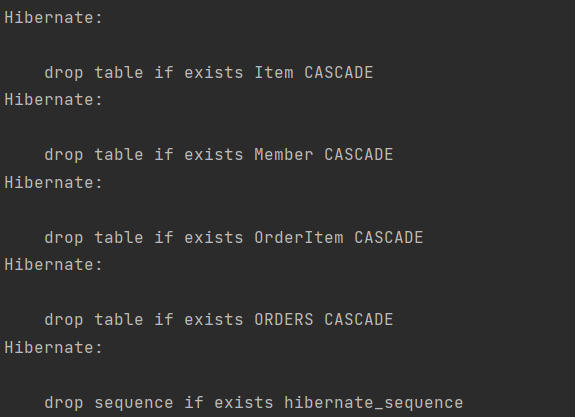 Hibernate:
drop table if exists Item CASCADE
Hibernate:
drop table if exists Member CASCADE
Hibernate:
drop table if exists OrderItem CASCADE
Hibernate:
drop table if exists ORDERS CASCADE
Hibernate:
drop sequence if exists hibernate_sequence